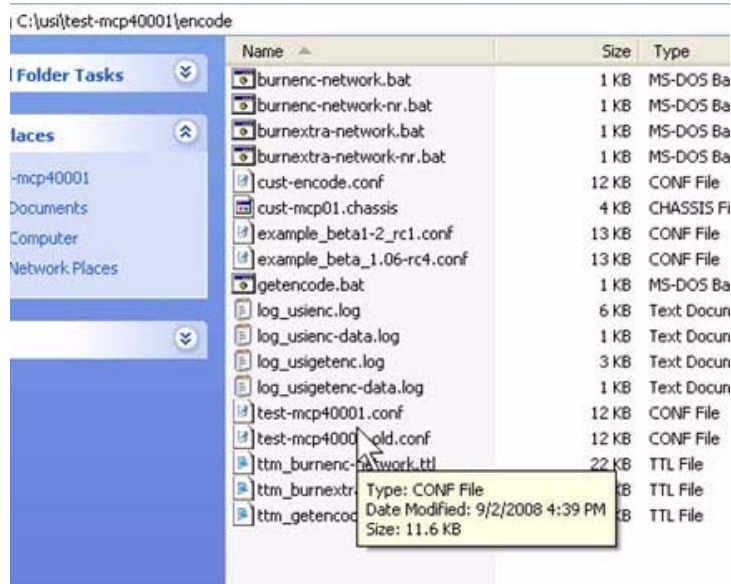 C:\usi\test-mcp40001\encode
Name Size Type
Folder Tasks
burnenc-network.bat 1 KB MS-DOS Ba
burnenc-network-nr.bat 1 KB MS-DOS Ba
laces
burnextra-network.bat 1 KB MS-DOS Ba
burnextra-network-nr.bat 1 KB MS-DOS Ba
-mcp40001
cust-encode.conf 12 KB CONF File
Documents
cust-mcp01.chassis 4 KB CHASSIS Fi
Computer
example_beta1-2_rc1.conf 13 KB CONF File
Network Places
example_beta_1.06-rc4.conf 13 KB CONF File
getencode.bat 1 KB MS-DOS Ba
log_usienc.log 6 KB Text Docun
log_usienc-data.log 1 KB Text Docun
log_usigetenc.log 3 KB Text Docun
log_usigetenc-data.log 1 KB Text Docun
test-mcp40001.conf 12 KB CONF File
test-mcp4000 old.conf 12 KB CONF File
ttm_burnenc-network.ttl 22 KB TTL File
ttm_burnextr KB TTL File
ttm_getencod KB TTL File
Type: CONF File
Date Modified: 9/2/2008 4:39 PM
Size: 11.6 KB